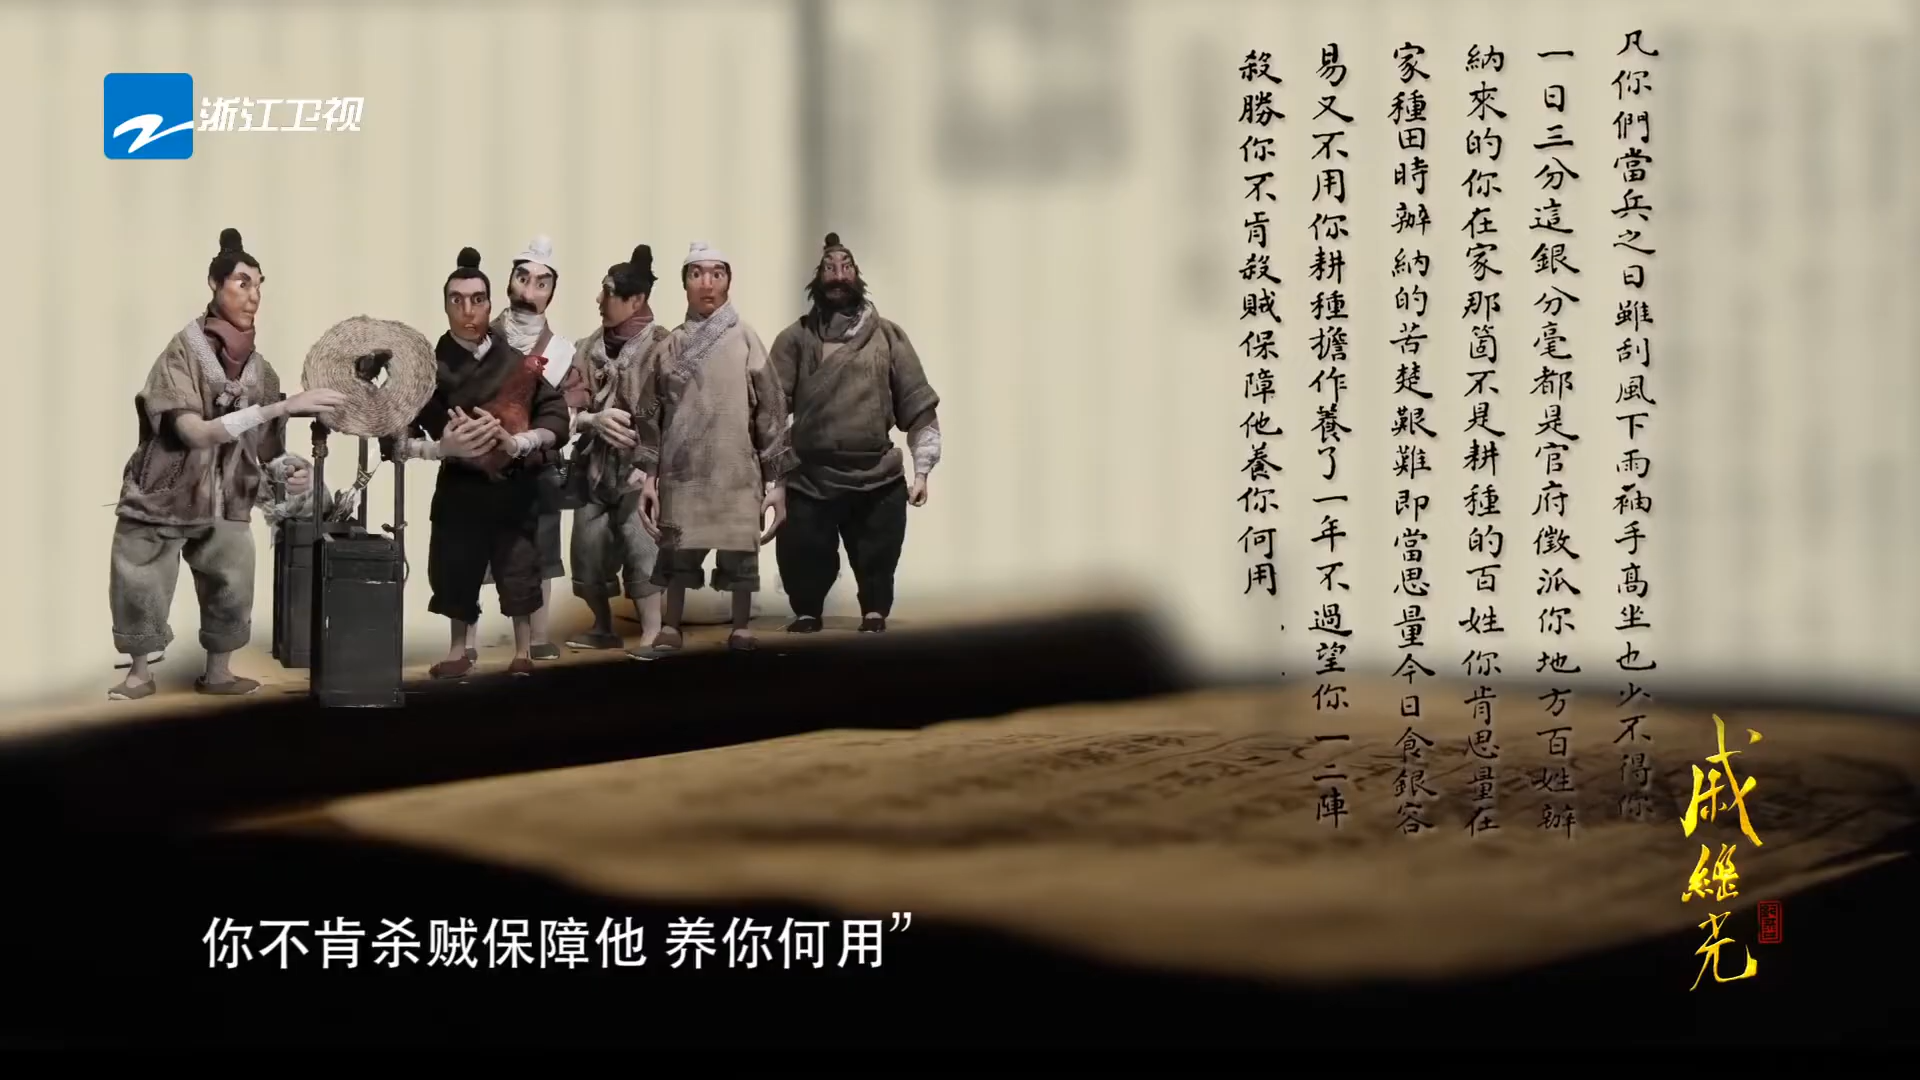 浙江卫视
凡你們當兵之日雖刮風下雨袖手高坐也少不得你
一日三分這銀分毫都是官府徵派你地方百姓辦
納來的你在家那箇不是耕種的百姓你肯思量在
家種田時辦納的苦楚艱難即當思量今日食銀容
易又不用你耕種擔作養了一年不過望你一二陣
殺勝你不肯殺賊保障他養你何用
戚繼光
你不肯杀贼保障他 养你何用”